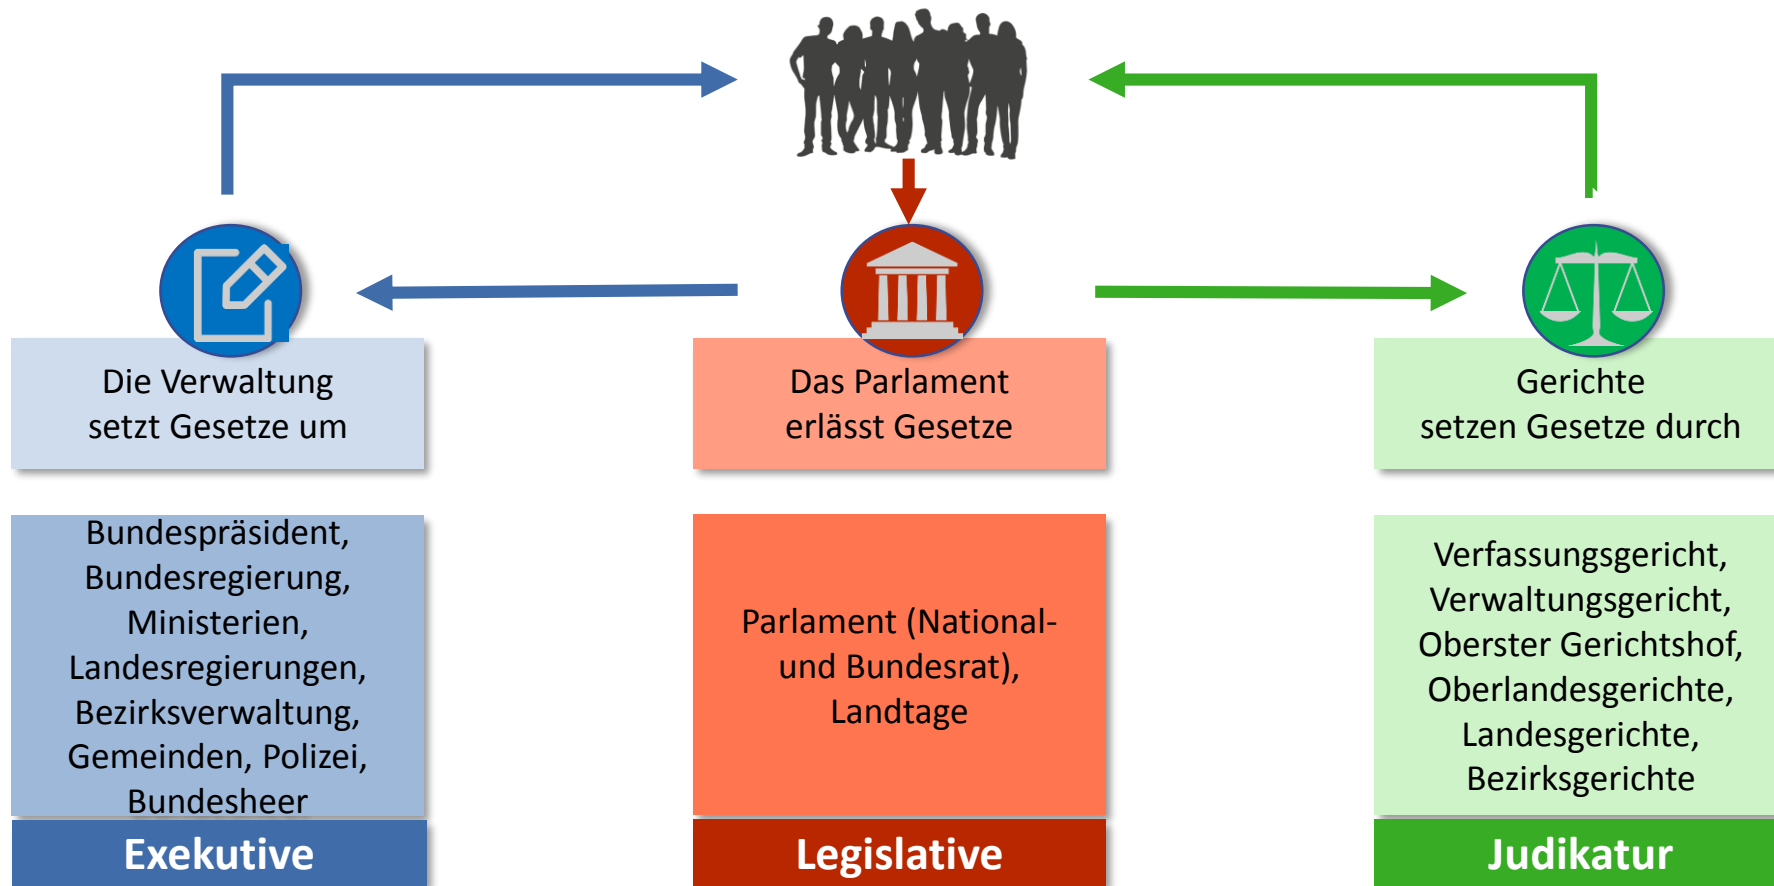 Die Verwaltung
setzt Gesetze um
Das Parlament
erlässt Gesetze
Gerichte
setzen Gesetze durch
Bundespräsident,
Bundesregierung,
Ministerien,
Landesregierungen,
Bezirksverwaltung,
Gemeinden, Polizei,
Bundesheer
Parlament (National-
und Bundesrat),
Landtage
Verfassungsgericht,
Verwaltungsgericht,
Oberster Gerichtshof,
Oberlandesgerichte,
Landesgerichte,
Bezirksgerichte
Exekutive
Legislative
Judikatur